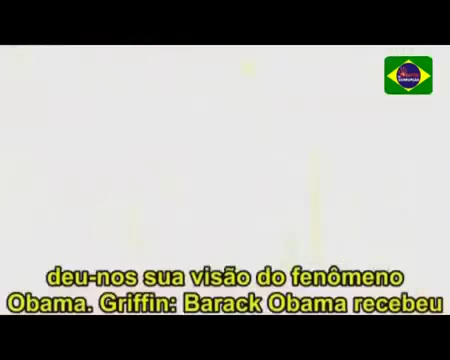 deu-nos sua visão do fenômeno
Obama. Griffin: Barack Obama recebeu